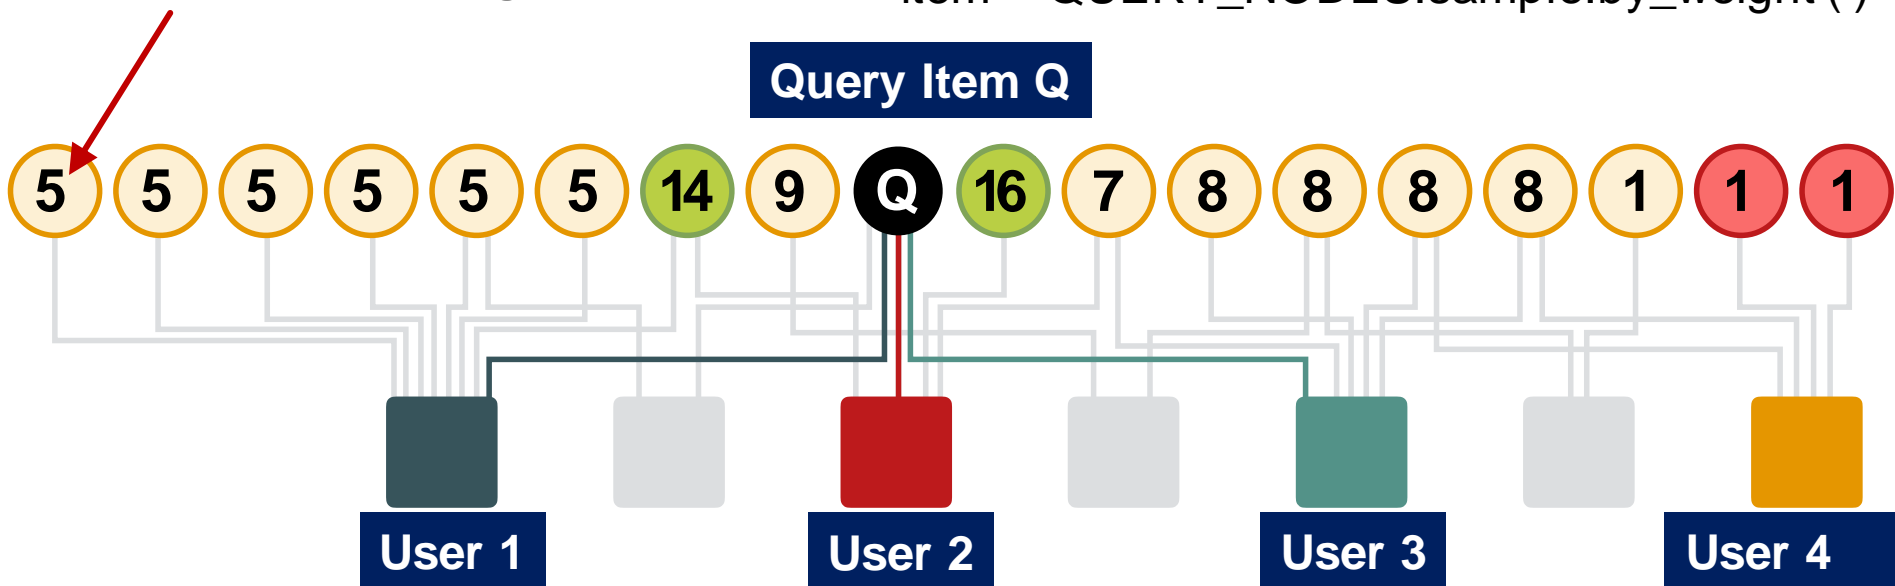 Query Item Q
5 5 5 5 5 5 14 9 Q 16 7 8 8 8 8 1 1 1
User 1 User 2 User 3 User 4